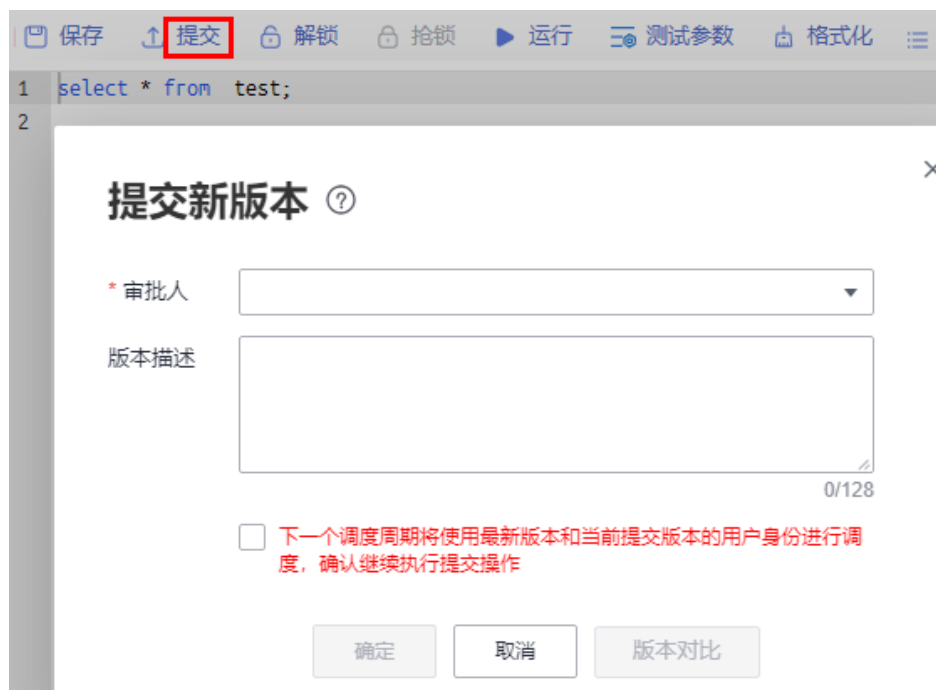 保存 提交 解锁 抢锁 运行 测试参数 格式化
1 select * from test;
2
提交新版本 ?
* 审批人
版本描述
0/128
下一个调度周期将使用最新版本和当前提交版本的用户身份进行调
度，确认继续执行提交操作
确定 取消 版本对比